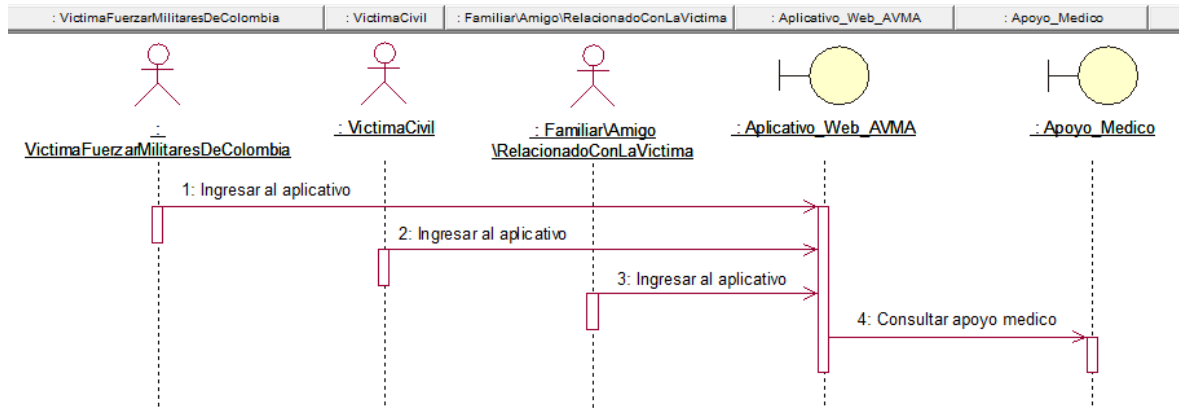 : VictimaFuerzarMilitaresDeColombia
: VictimaCivil
: Familiar\Amigo\RelacionadoConLaVictima
: Aplicativo_Web_AVMA
: Apoyo_Medico
:
VictimaFuerzarMilitaresDeColombia
: VictimaCivil
: Familiar\Amigo
\RelacionadoConLaVictima
: Aplicativo_Web_AVMA
: Apoyo_Medico
1: Ingresar al aplicativo
2: Ingresar al aplicativo
3: Ingresar al aplicativo
4: Consultar apoyo medico